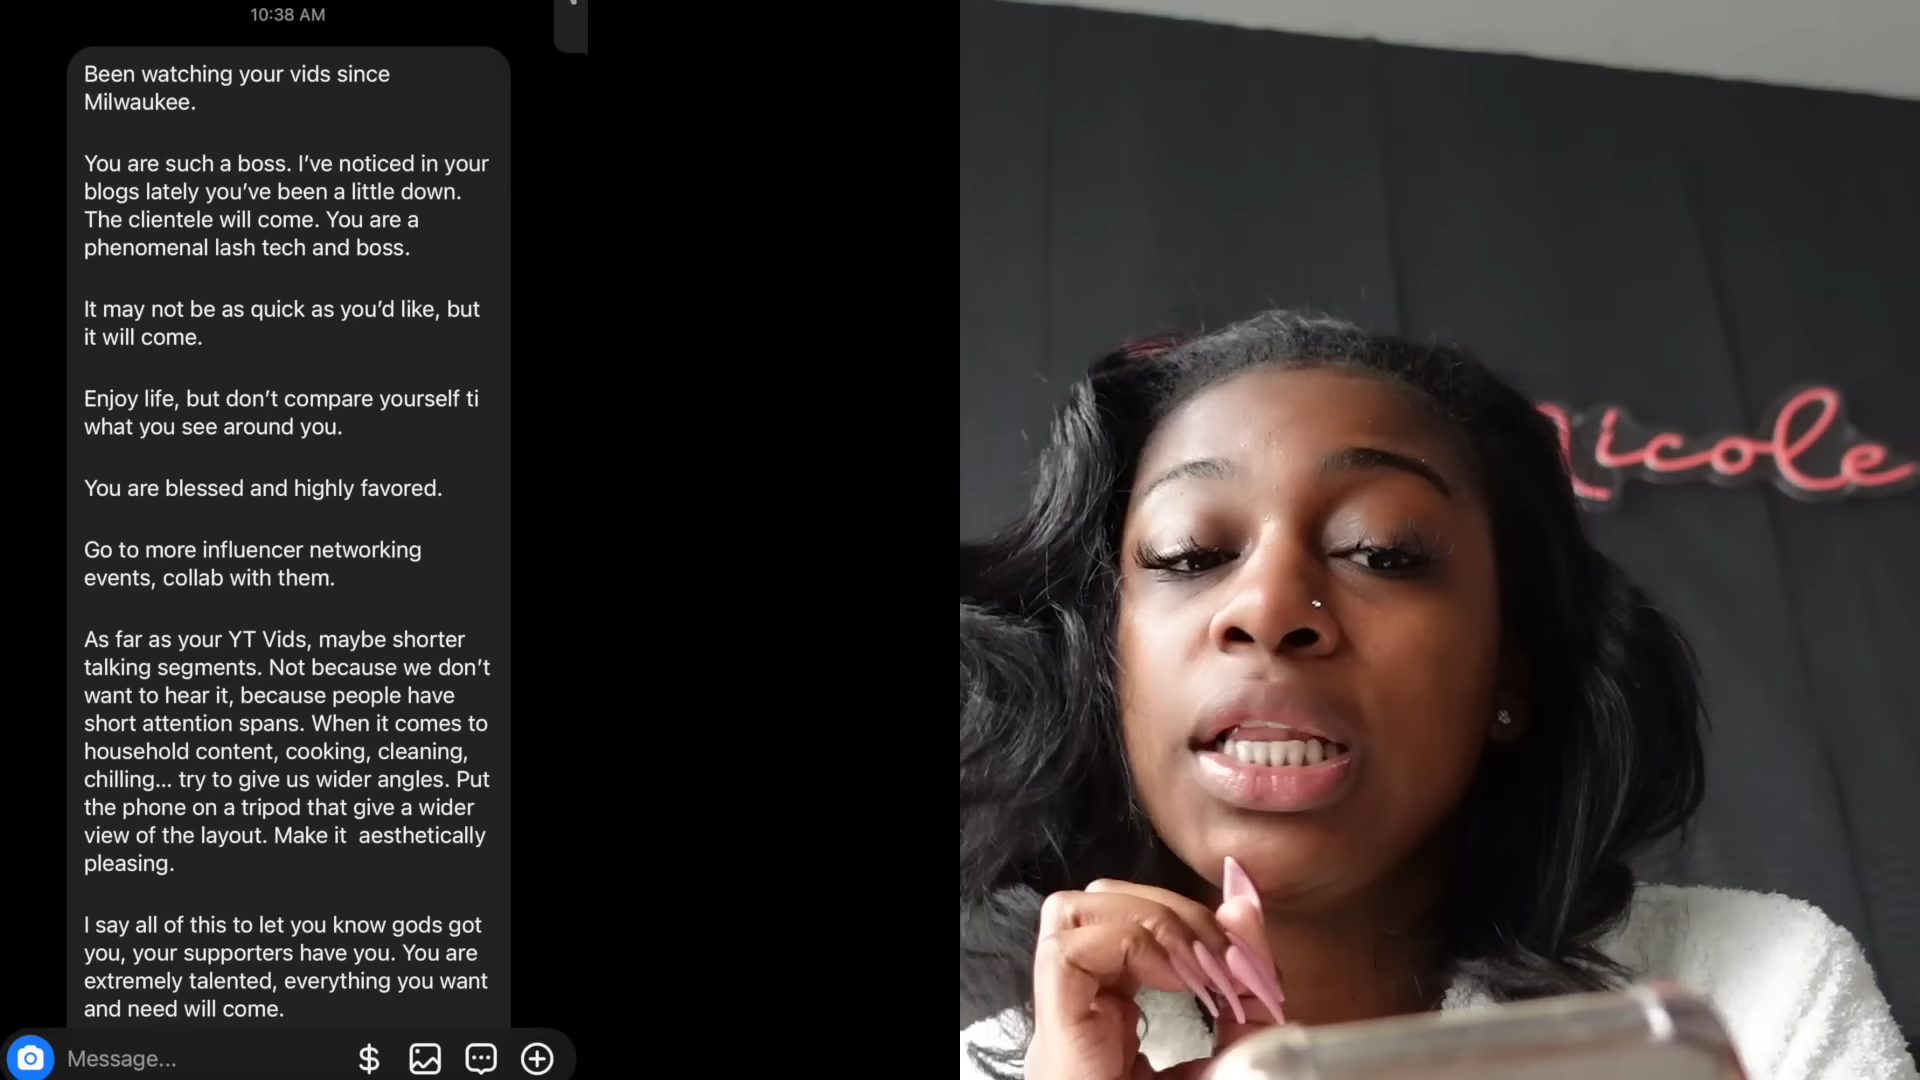 10:38 AM
Been watching your vids since
Milwaukee.
You are such a boss. I’ve noticed in your
blogs lately you’ve been a little down.
The clientele will come. You are a
phenomenal lash tech and boss.
It may not be as quick as you’d like, but
it will come.
Enjoy life, but don’t compare yourself ti
what you see around you.
You are blessed and highly favored.
Go to more influencer networking
events, collab with them.
As far as your YT Vids, maybe shorter
talking segments. Not because we don’t
want to hear it, because people have
short attention spans. When it comes to
household content, cooking, cleaning,
chilling... try to give us wider angles. Put
the phone on a tripod that give a wider
view of the layout. Make it  aesthetically
pleasing.
I say all of this to let you know gods got
you, your supporters have you. You are
extremely talented, everything you want
and need will come.
Message...
$
Nicole